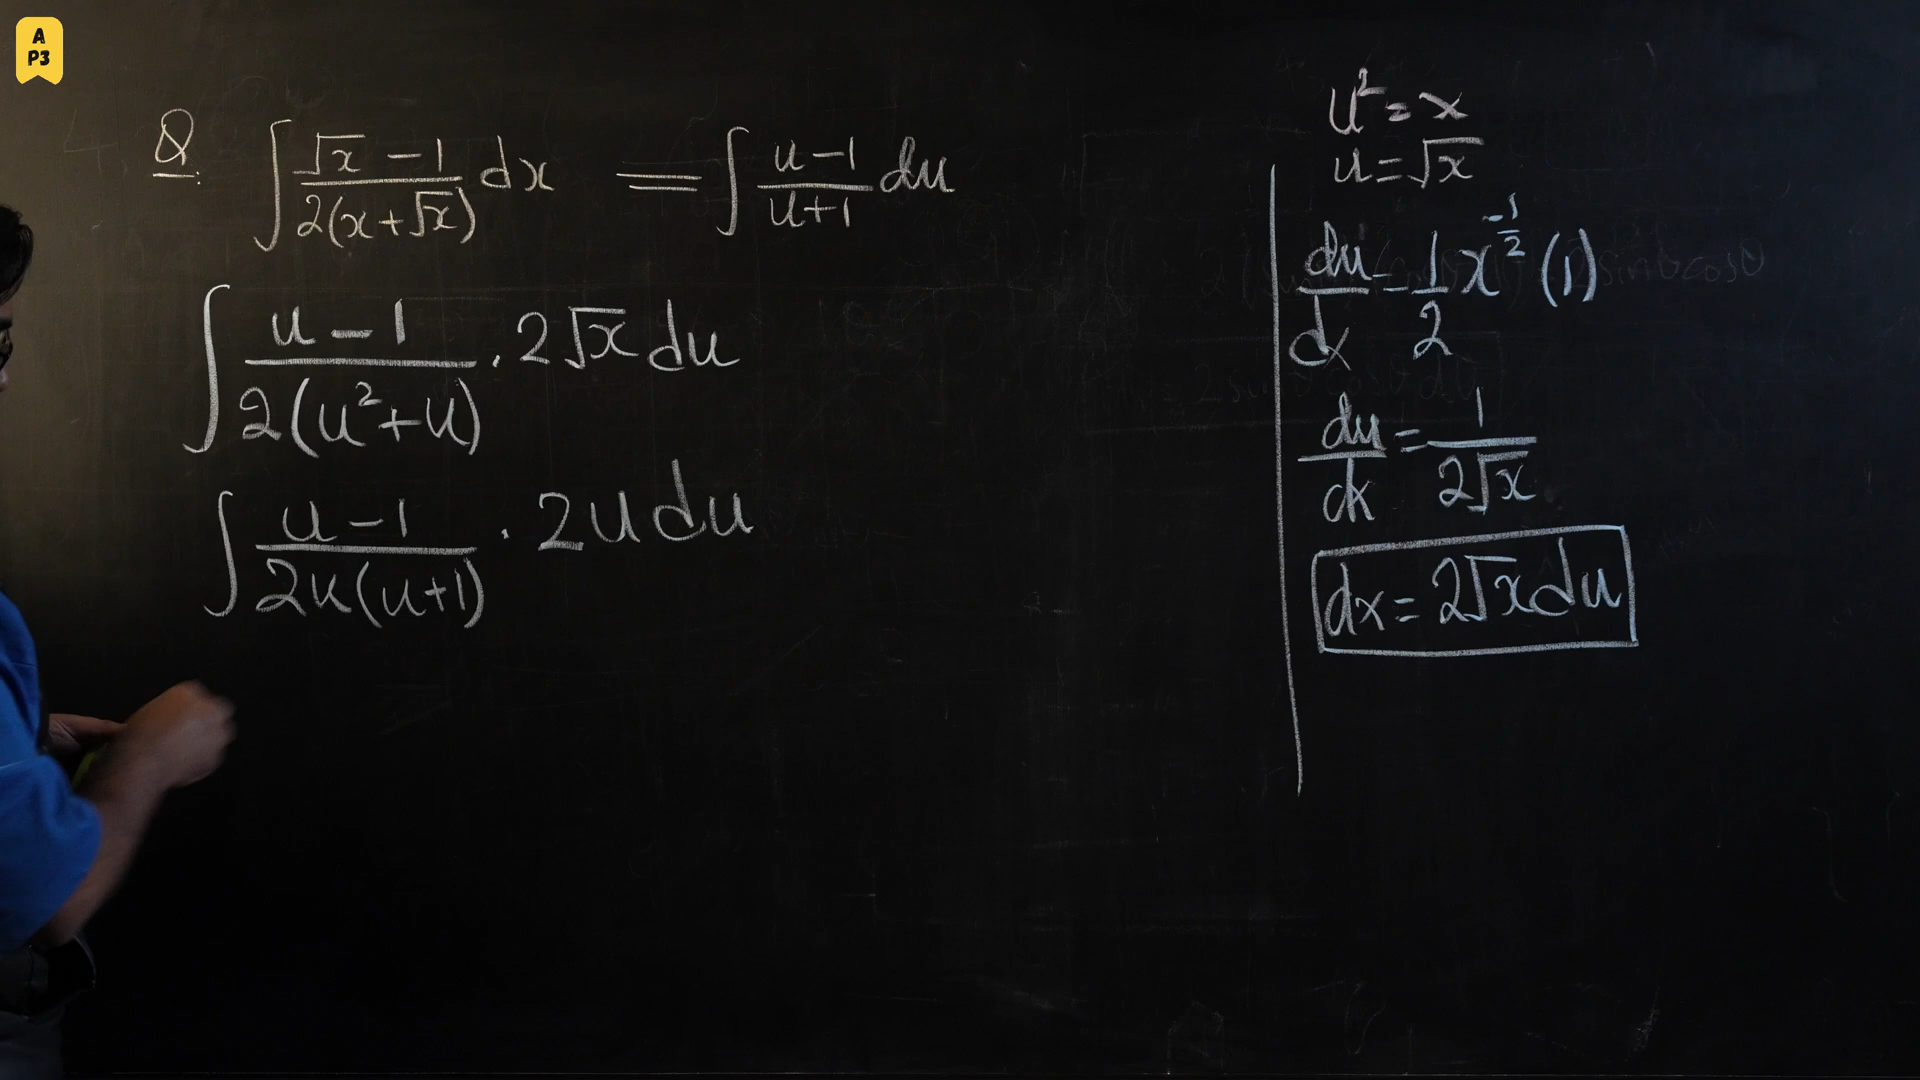 A
P3
Q. ∫ (√x − 1)/(2(x+√x)) dx = ∫ (u−1)/(u+1) du
∫ (u−1)/(2(u²+u)) · 2√x du
∫ (u−1)/(2u(u+1)) · 2u du
u² = x
u = √x
du/dx = 1/2 x^(-1/2) (1)
du/dx = 1/(2√x)
dx = 2√x du